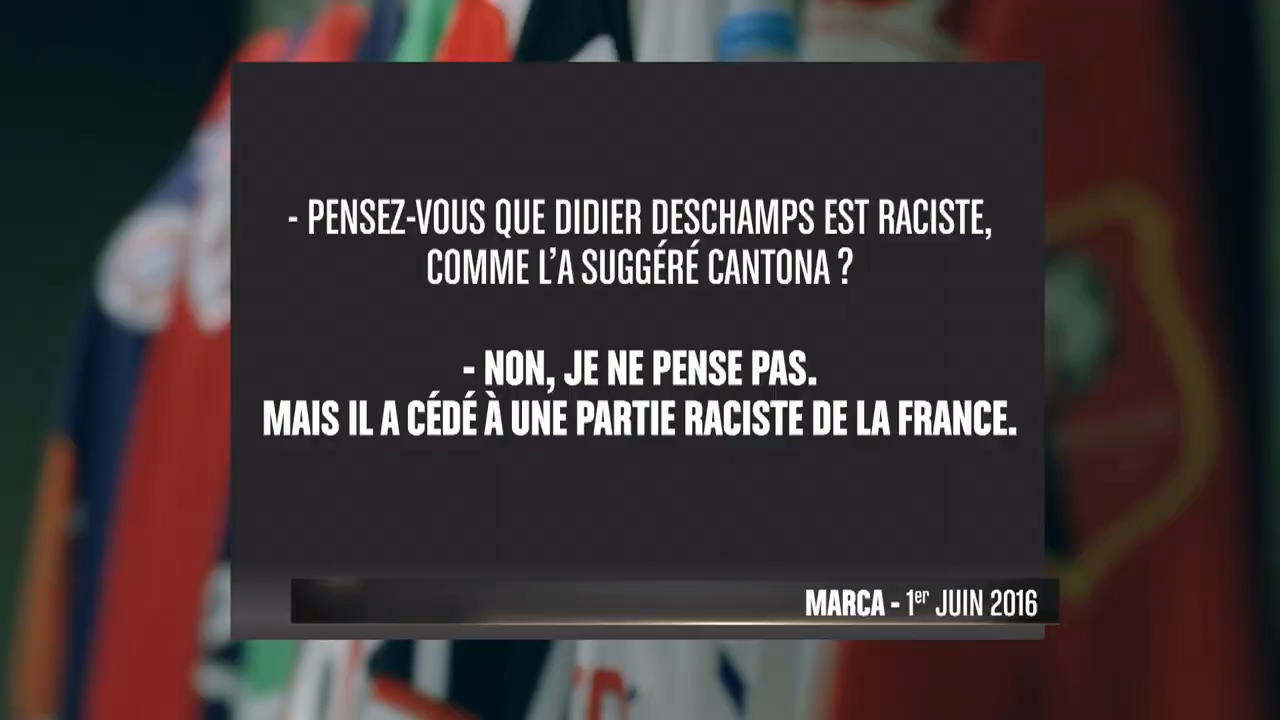 - PENSEZ-VOUS QUE DIDIER DESCHAMPS EST RACISTE,
COMME L’A SUGGÉRÉ CANTONA ?
- NON, JE NE PENSE PAS.
MAIS IL A CÉDÉ À UNE PARTIE RACISTE DE LA FRANCE.
MARCA - 1er JUIN 2016